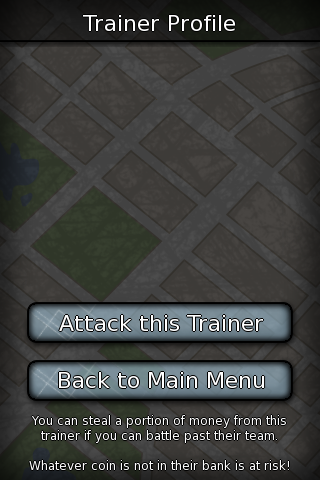 Trainer Profile
Attack this Trainer
Back to Main Menu
You can steal a portion of money from this
trainer if you can battle past their team.
Whatever coin is not in their bank is at risk!